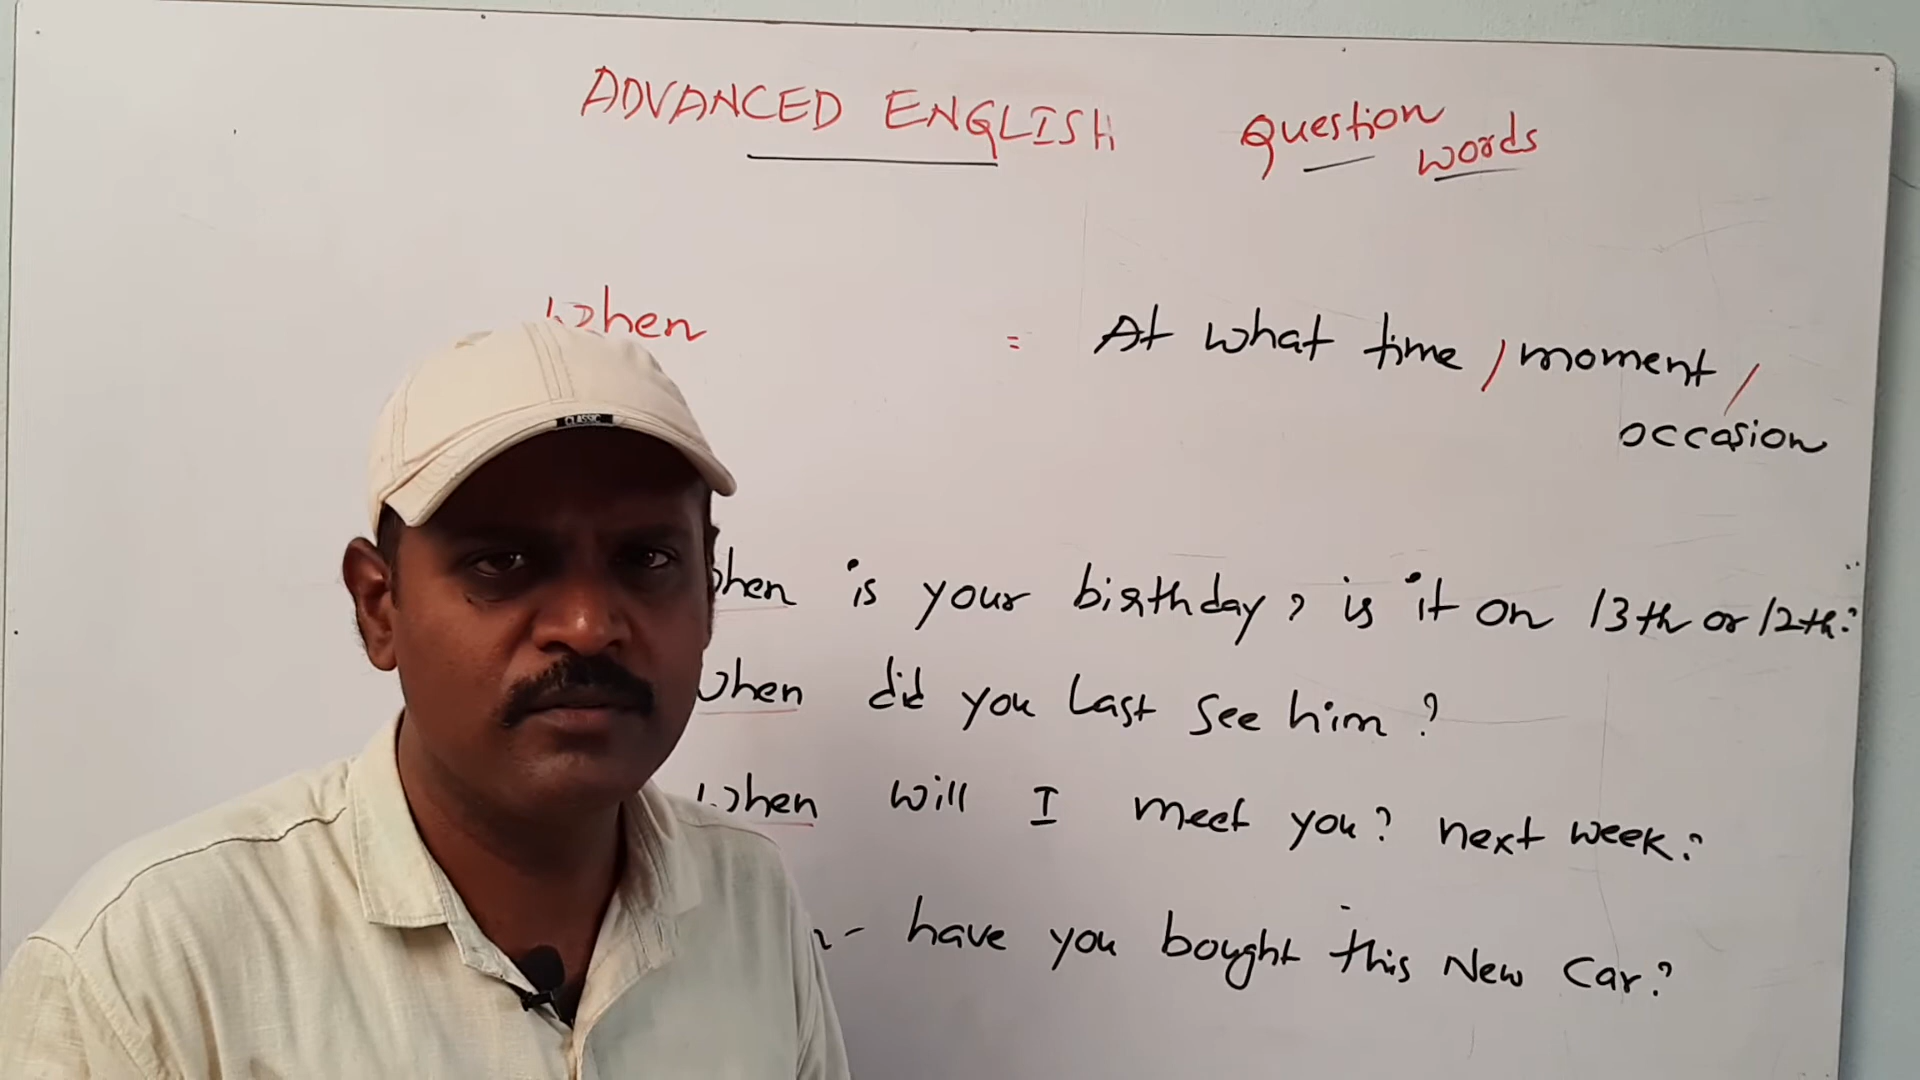 ADVANCED ENGLISH Question words
When = At what time / moment / occasion
CLASSIC
When is your birthday, is it on 13th or 12th?
When did you last see him ?
When will I meet you? next week?
- have you bought this New Car?